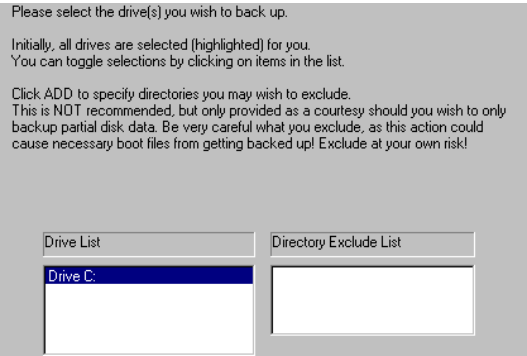 Please select the drive(s) you wish to back up.
Initially, all drives are selected (highlighted) for you.
You can toggle selections by clicking on items in the list.
Click ADD to specify directories you may wish to exclude.
This is NOT recommended, but only provided as a courtesy should you wish to only
backup partial disk data. Be very careful what you exclude, as this action could
cause necessary boot files from getting backed up! Exclude at your own risk!
Drive List
Directory Exclude List
Drive C: